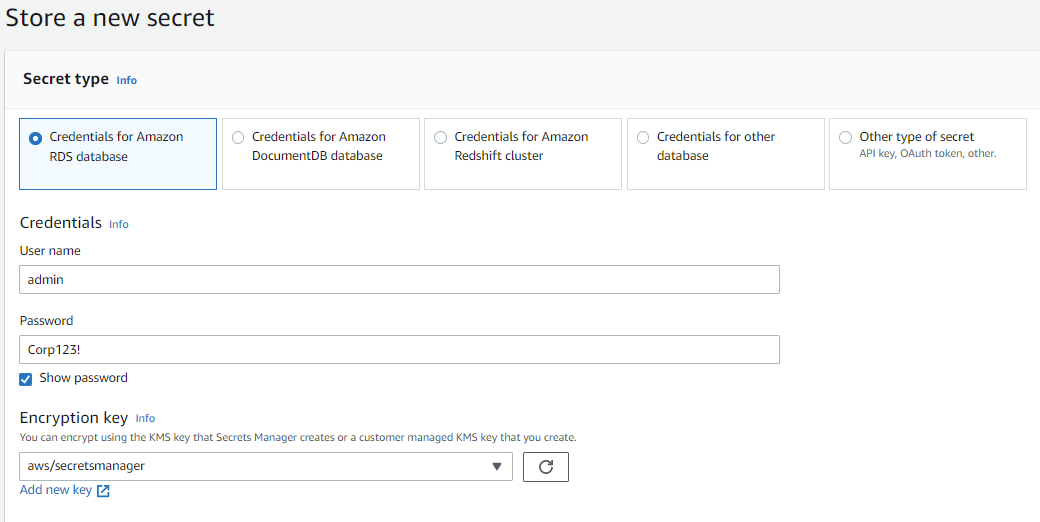 Store a new secret
Secret type Info
Credentials for Amazon
RDS database
Credentials for Amazon
DocumentDB database
Credentials for Amazon
Redshift cluster
Credentials for other
database
Other type of secret
API key, OAuth token, other.
Credentials Info
User name
admin
Password
Corp123!
Show password
Encryption key Info
You can encrypt using the KMS key that Secrets Manager creates or a customer managed KMS key that you create.
aws/secretsmanager
Add new key